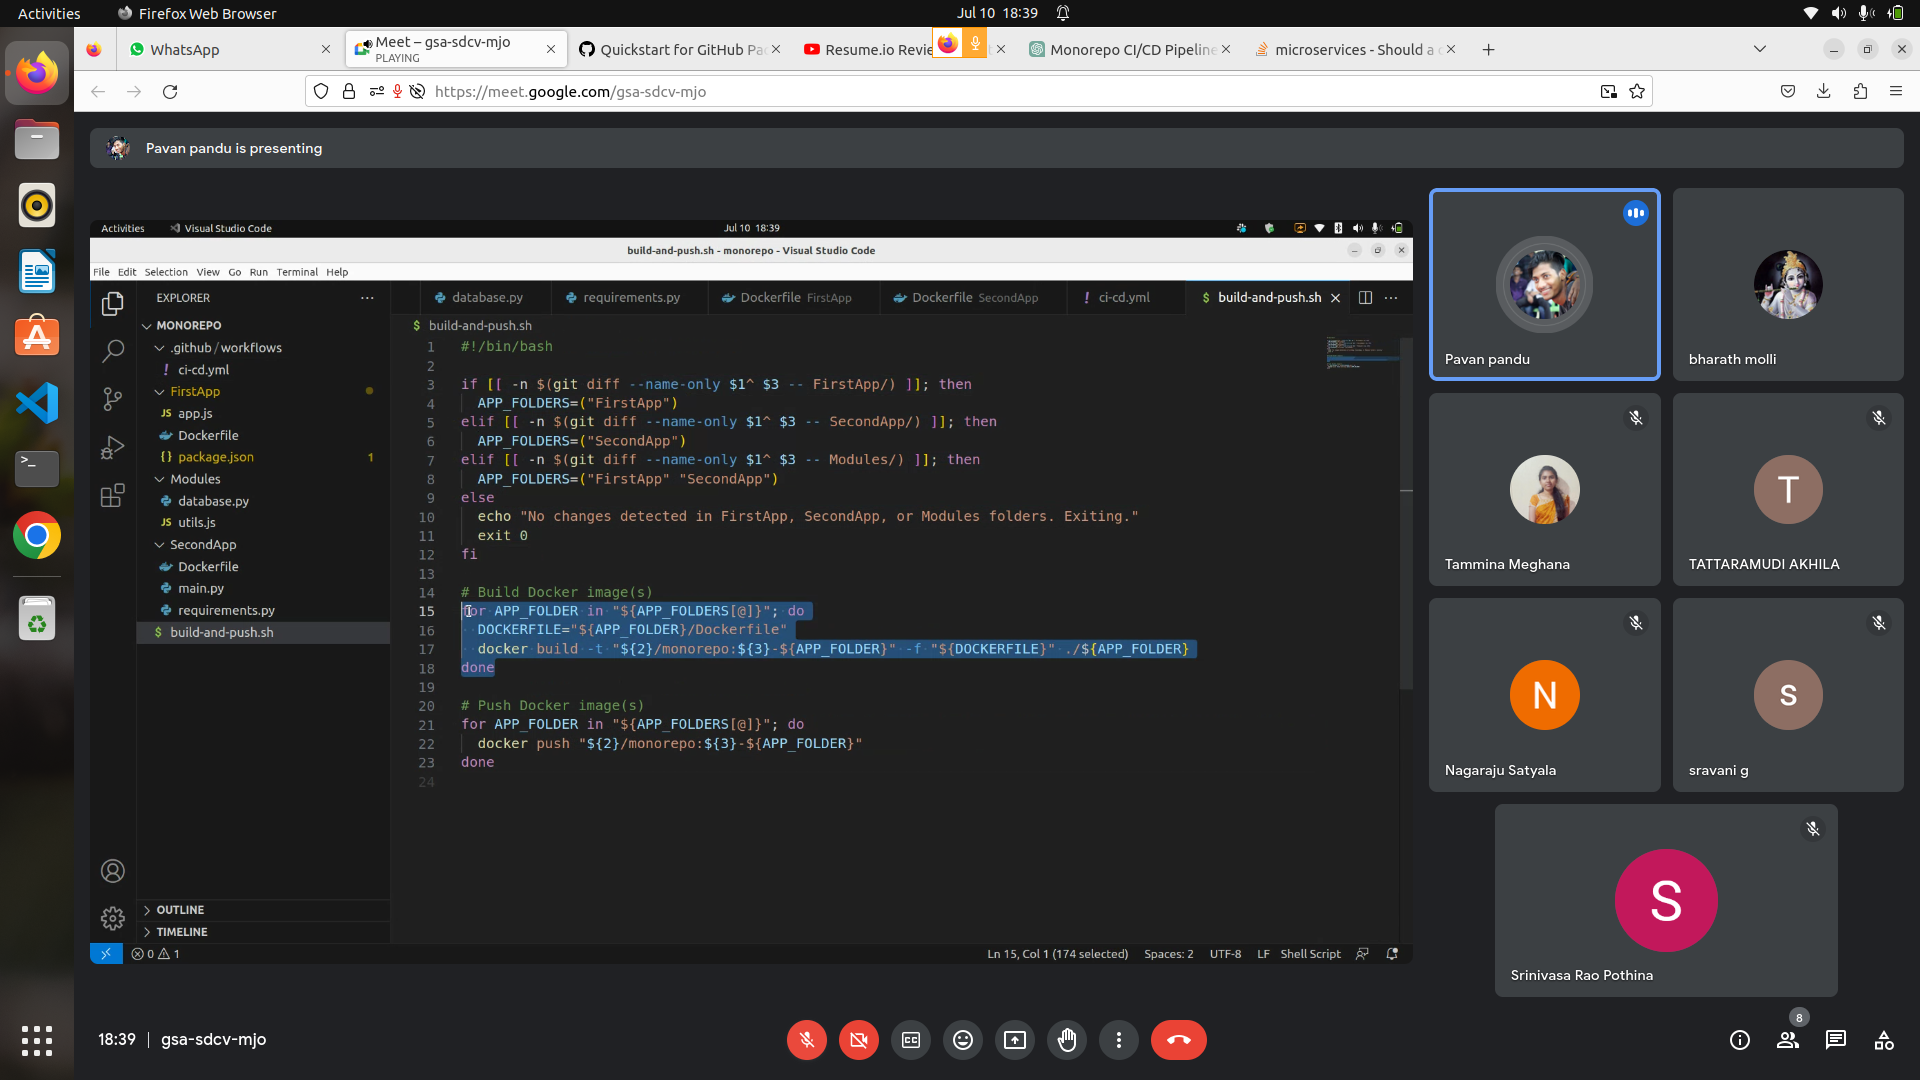 Activities
Firefox Web Browser
Jul 10 18:39
WhatsApp
Meet – gsa-sdcv-mjo
PLAYING
Quickstart for GitHub Pac
Resume.io Revie
Monorepo CI/CD Pipeline
microservices - Should a c
https://meet.google.com/gsa-sdcv-mjo
Pavan pandu is presenting
Activities
Visual Studio Code
Jul 10 18:39
build-and-push.sh - monorepo - Visual Studio Code
File Edit Selection View Go Run Terminal Help
EXPLORER
database.py
requirements.py
Dockerfile FirstApp
Dockerfile SecondApp
! ci-cd.yml
$ build-and-push.sh
MONOREPO
.github/workflows
! ci-cd.yml
FirstApp
JS app.js
Dockerfile
{} package.json 1
Modules
database.py
JS utils.js
SecondApp
Dockerfile
main.py
requirements.py
$ build-and-push.sh
OUTLINE
TIMELINE
$ build-and-push.sh
1 #!/bin/bash
2
3 if [[ -n $(git diff --name-only $1^ $3 -- FirstApp/) ]]; then
4 APP_FOLDERS=("FirstApp")
5 elif [[ -n $(git diff --name-only $1^ $3 -- SecondApp/) ]]; then
6 APP_FOLDERS=("SecondApp")
7 elif [[ -n $(git diff --name-only $1^ $3 -- Modules/) ]]; then
8 APP_FOLDERS=("FirstApp" "SecondApp")
9 else
10 echo "No changes detected in FirstApp, SecondApp, or Modules folders. Exiting."
11 exit 0
12 fi
13
14 # Build Docker image(s)
15 for APP_FOLDER in "${APP_FOLDERS[@]}"; do
16 DOCKERFILE="${APP_FOLDER}/Dockerfile"
17 docker build -t "${2}/monorepo:${3}-${APP_FOLDER}" -f "${DOCKERFILE}" ./${APP_FOLDER}
18 done
19
20 # Push Docker image(s)
21 for APP_FOLDER in "${APP_FOLDERS[@]}"; do
22 docker push "${2}/monorepo:${3}-${APP_FOLDER}"
23 done
24
0 1
Ln 15, Col 1 (174 selected) Spaces: 2 UTF-8 LF Shell Script
Pavan pandu
bharath molli
Tammina Meghana
T
TATTARAMUDI AKHILA
N
Nagaraju Satyala
s
sravani g
S
Srinivasa Rao Pothina
18:39 | gsa-sdcv-mjo
CC
8